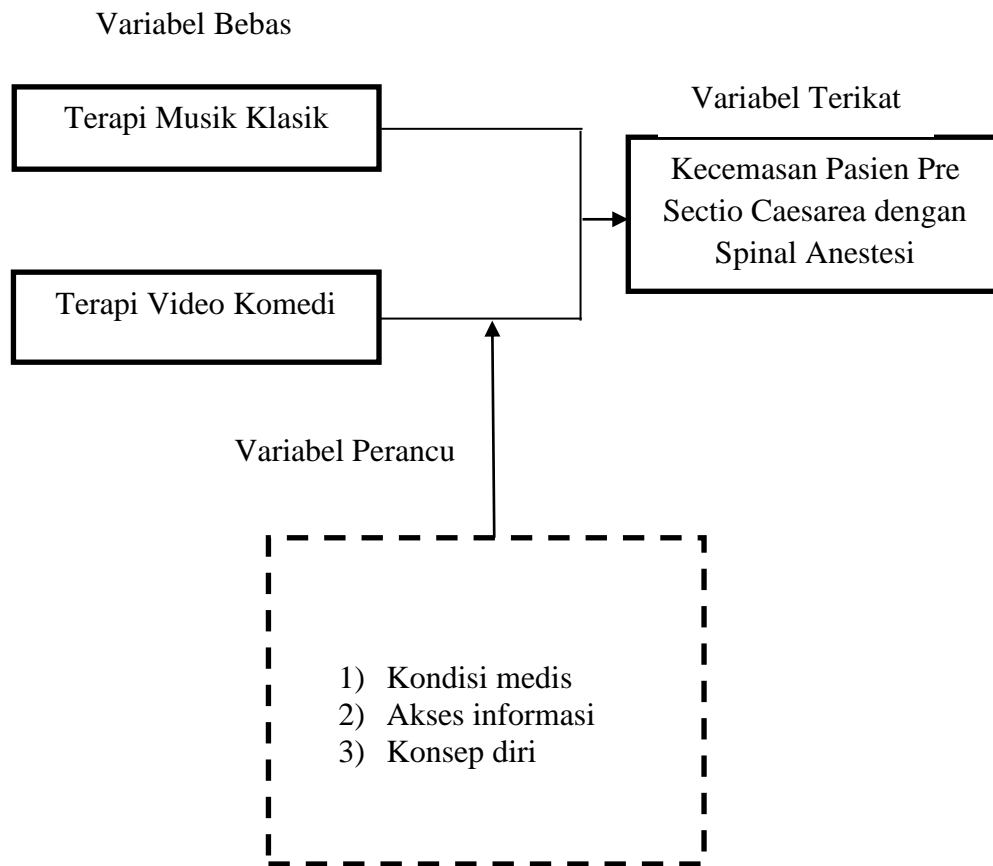 Variabel Bebas
Terapi Musik Klasik
Variabel Terikat
Kecemasan Pasien Pre
Sectio Caesarea dengan
Spinal Anestesi
Terapi Video Komedi
Variabel Perancu
1) Kondisi medis
2) Akses informasi
3) Konsep diri